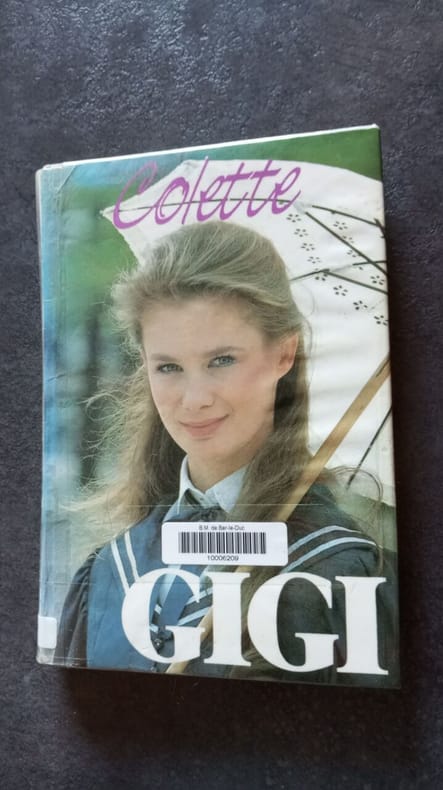 Colette
B.M. de Bar-le-Duc
10006209
GIGI